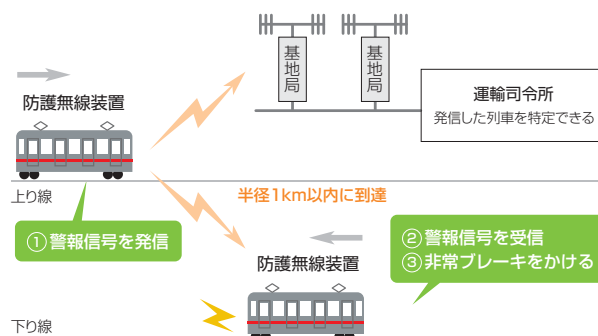 基地局
基地局
運輸司令所
発信した列車を特定できる
防護無線装置
上り線
半径1km以内に到達
①警報信号を発信
②警報信号を受信
③非常ブレーキをかける
防護無線装置
下り線